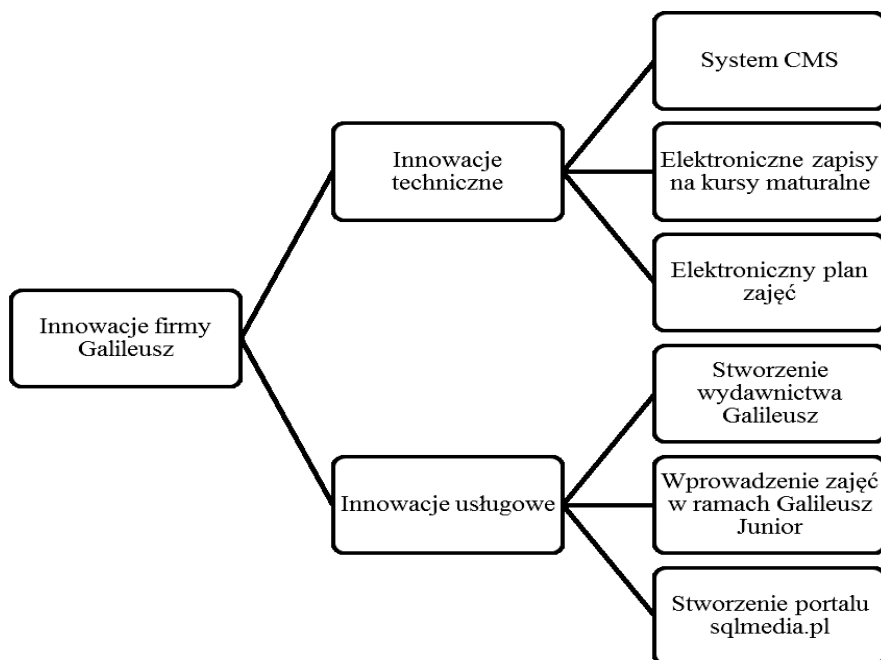 System CMS
Innowacje
techniczne
Elektroniczne zapisy
na kursy maturalne
Elektroniczny plan
zajęć
Innowacje firmy
Galileusz
Stworzenie
wydawnictwa
Galileusz
Innowacje usługowe
Wprowadzenie zajęć
w ramach Galileusz
Junior
Stworzenie portalu
sqlmedia.pl